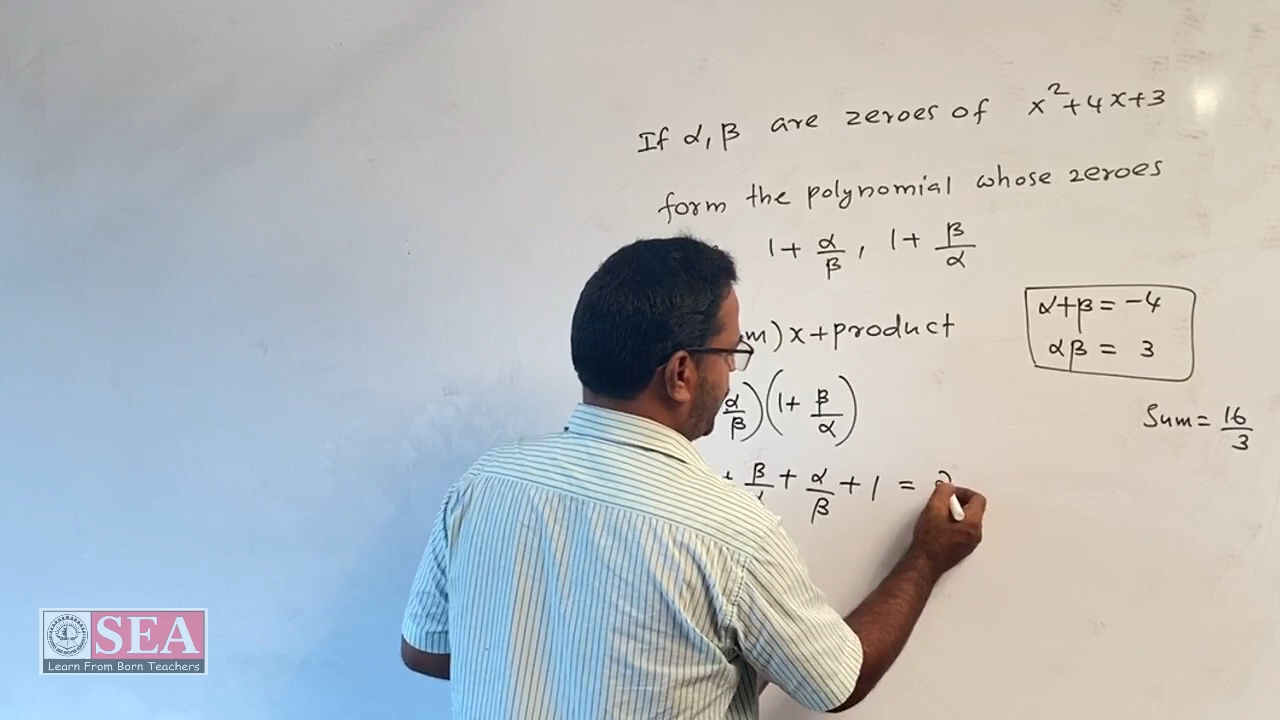 If α, β are zeroes of x²+4x+3
form the polynomial whose zeroes
1+ α/β, 1+ β/α
) x+product
α+β = -4
αβ = 3
α/β)(1+ β/α)
Sum= 16/3
+ β/ + α/β + 1 = 2
SEA
Learn From Born Teachers